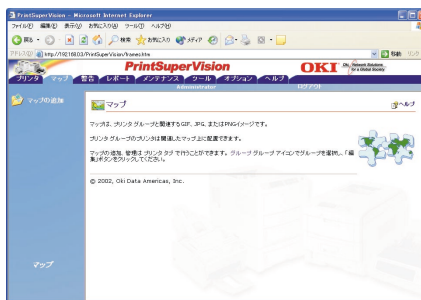 PrintSuperVision - Microsoft Internet Explorer
ファイル(F) 編集(E) 表示(V) お気に入り(A) ツール(T) ヘルプ(H)
戻る 検索 お気に入り メディア
アドレス(D) http://19216803/PrintSuperVision/frames.htm 移動 リンク
PrintSuperVision
OKI Network Solutions for a Global Society
プリンタ マップ 警告 レポート メンテナンス ツール オプション ヘルプ
Administrator ログアウト
マップの追加
マップ
ヘルプ
マップは、プリンタ グループと関連するGIF、JPG、またはPNGイメージです。
プリンタ グループのプリンタは関連したマップ上に配置できます。
マップの追加、管理は プリンタ タブ で行うことができます。グループ グループ アイコンでグループを選択し、「編集」ボタンをクリックしてください。
© 2002, Oki Data Americas, Inc.
マップ